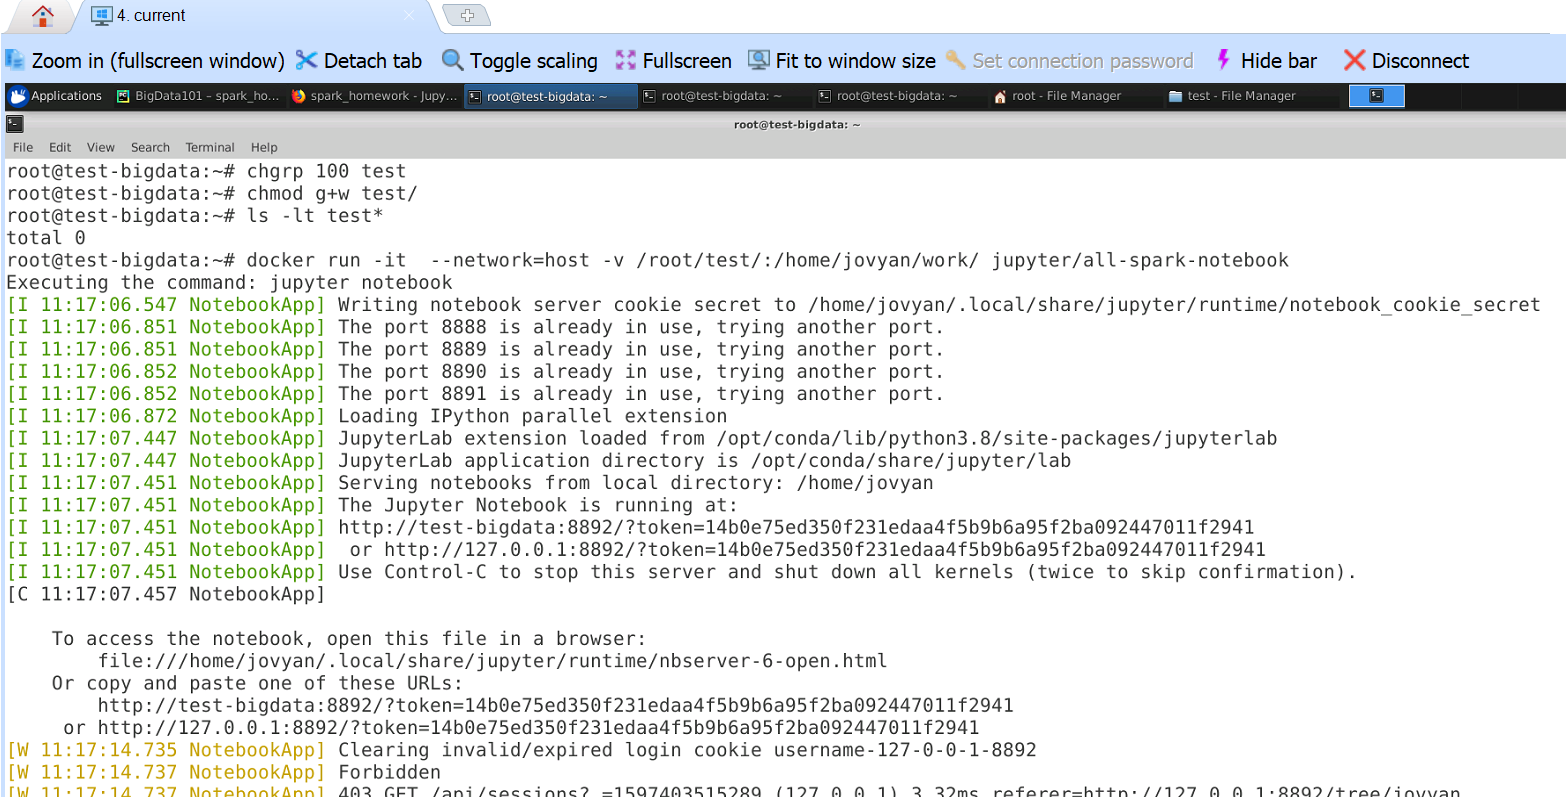 4. current
Zoom in (fullscreen window) Detach tab Toggle scaling Fullscreen Fit to window size Set connection password Hide bar Disconnect
Applications BigData101 – spark_ho... spark_homework - Jupy... root@test-bigdata: ~ root@test-bigdata: ~ root@test-bigdata: ~ root - File Manager test - File Manager
root@test-bigdata: ~
File Edit View Search Terminal Help
root@test-bigdata:~# chgrp 100 test
root@test-bigdata:~# chmod g+w test/
root@test-bigdata:~# ls -lt test*
total 0
root@test-bigdata:~# docker run -it  --network=host -v /root/test/:/home/jovyan/work/ jupyter/all-spark-notebook
Executing the command: jupyter notebook
[I 11:17:06.547 NotebookApp] Writing notebook server cookie secret to /home/jovyan/.local/share/jupyter/runtime/notebook_cookie_secret
[I 11:17:06.851 NotebookApp] The port 8888 is already in use, trying another port.
[I 11:17:06.851 NotebookApp] The port 8889 is already in use, trying another port.
[I 11:17:06.852 NotebookApp] The port 8890 is already in use, trying another port.
[I 11:17:06.852 NotebookApp] The port 8891 is already in use, trying another port.
[I 11:17:06.872 NotebookApp] Loading IPython parallel extension
[I 11:17:07.447 NotebookApp] JupyterLab extension loaded from /opt/conda/lib/python3.8/site-packages/jupyterlab
[I 11:17:07.447 NotebookApp] JupyterLab application directory is /opt/conda/share/jupyter/lab
[I 11:17:07.451 NotebookApp] Serving notebooks from local directory: /home/jovyan
[I 11:17:07.451 NotebookApp] The Jupyter Notebook is running at:
[I 11:17:07.451 NotebookApp] http://test-bigdata:8892/?token=14b0e75ed350f231edaa4f5b9b6a95f2ba092447011f2941
[I 11:17:07.451 NotebookApp]  or http://127.0.0.1:8892/?token=14b0e75ed350f231edaa4f5b9b6a95f2ba092447011f2941
[I 11:17:07.451 NotebookApp] Use Control-C to stop this server and shut down all kernels (twice to skip confirmation).
[C 11:17:07.457 NotebookApp]
To access the notebook, open this file in a browser:
file:///home/jovyan/.local/share/jupyter/runtime/nbserver-6-open.html
Or copy and paste one of these URLs:
http://test-bigdata:8892/?token=14b0e75ed350f231edaa4f5b9b6a95f2ba092447011f2941
or http://127.0.0.1:8892/?token=14b0e75ed350f231edaa4f5b9b6a95f2ba092447011f2941
[W 11:17:14.735 NotebookApp] Clearing invalid/expired login cookie username-127-0-0-1-8892
[W 11:17:14.737 NotebookApp] Forbidden
[W 11:17:14.737 NotebookApp] 403 GET /api/sessions?_=1597403515289 (127.0.0.1) 3.32ms referer=http://127.0.0.1:8892/tree/jovyan